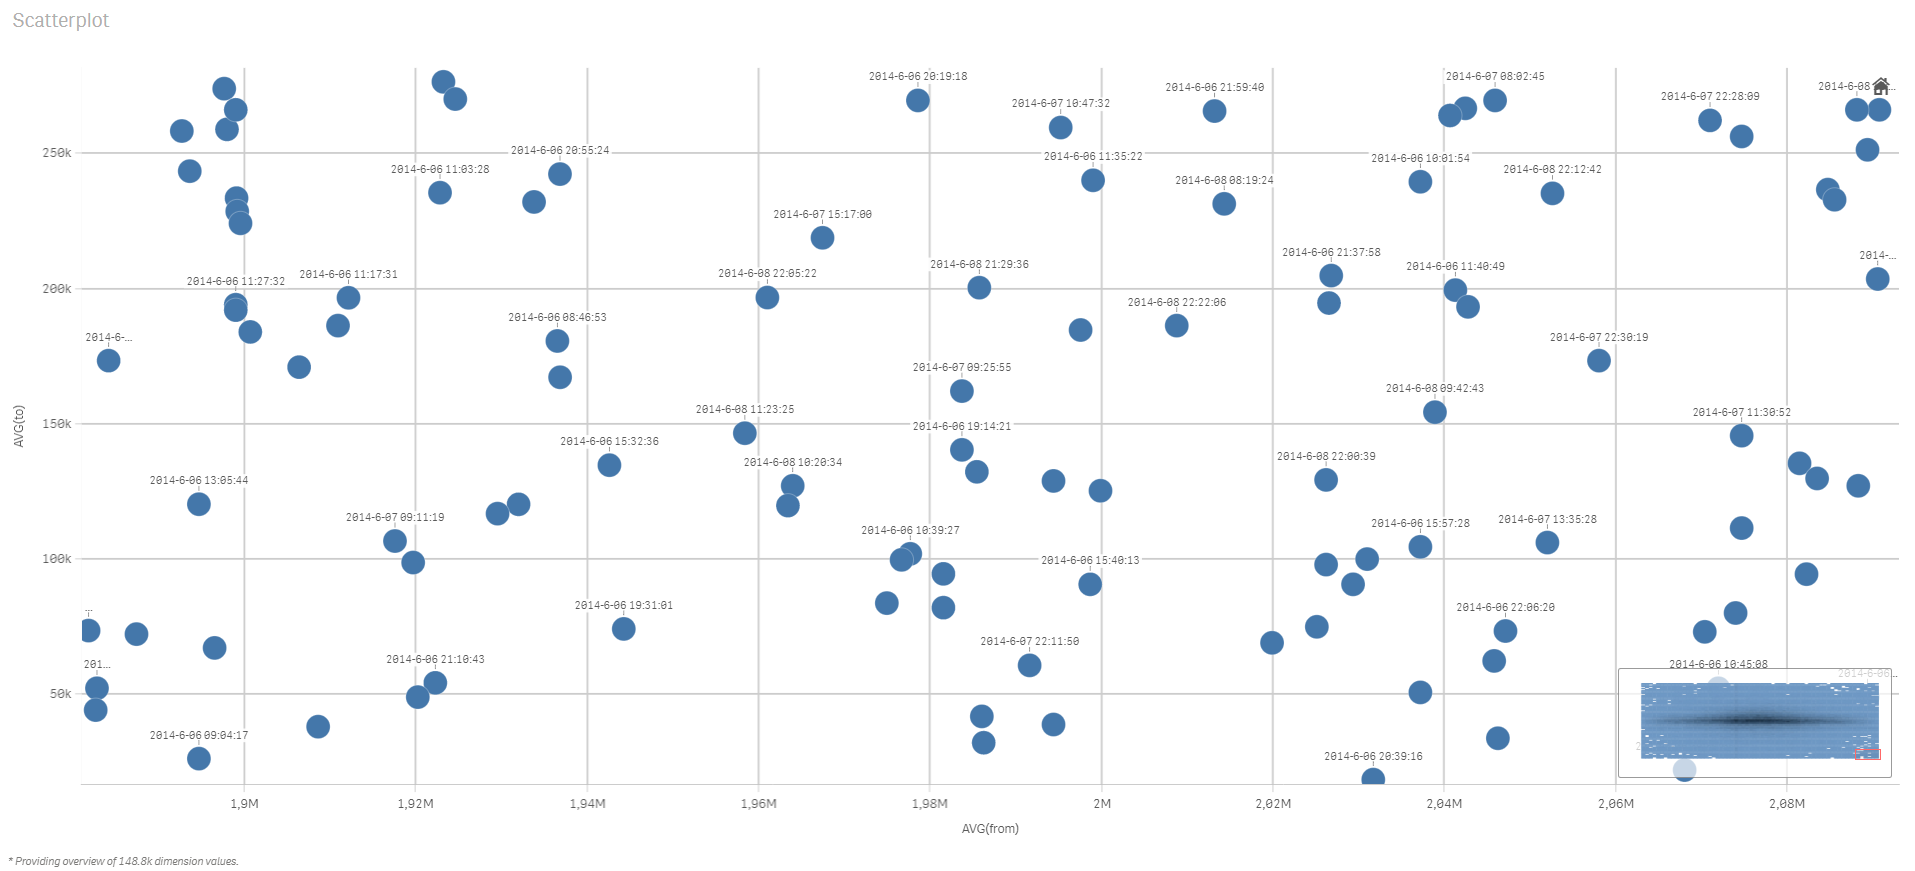 Scatterplot
2014-6-06 20:19:18
2014-6-07 08:02:45
2014-6-06 21:59:40
2014-6-08 ...
2014-6-07 22:28:09
2014-6-07 10:47:32
250k
2014-6-06 20:55:24
2014-6-06 11:35:22
2014-6-06 10:01:54
2014-6-06 11:03:28
2014-6-08 22:12:42
2014-6-08 08:19:24
2014-6-07 15:17:00
2014-6-06 21:37:58
2014-...
2014-6-08 21:29:36
2014-6-06 11:40:49
2014-6-06 11:17:31
2014-6-08 22:05:22
2014-6-06 11:27:32
200k
2014-6-08 22:22:06
2014-6-06 08:46:53
2014-6-...
2014-6-07 22:30:19
2014-6-07 09:25:55
2014-6-08 09:42:43
2014-6-08 11:23:25
2014-6-07 11:30:52
150k
AVG(to)
2014-6-06 19:14:21
2014-6-06 15:32:36
2014-6-08 22:00:39
2014-6-08 10:20:34
2014-6-06 13:05:44
2014-6-07 09:11:19
2014-6-07 13:35:28
2014-6-06 15:57:28
2014-6-06 10:39:27
100k
2014-6-06 15:40:13
...
2014-6-06 19:31:01
2014-6-06 22:06:20
2014-6-07 22:11:50
2014-6-06 21:10:43
201...
2014-6-06 10:45:08
2014-6-06...
50k
2014-6-06 09:04:17
2014-6-06 20:39:16
1,9M
1,92M
1,94M
1,96M
1,98M
2M
2,02M
2,04M
2,06M
2,08M
AVG(from)
* Providing overview of 148.8k dimension values.